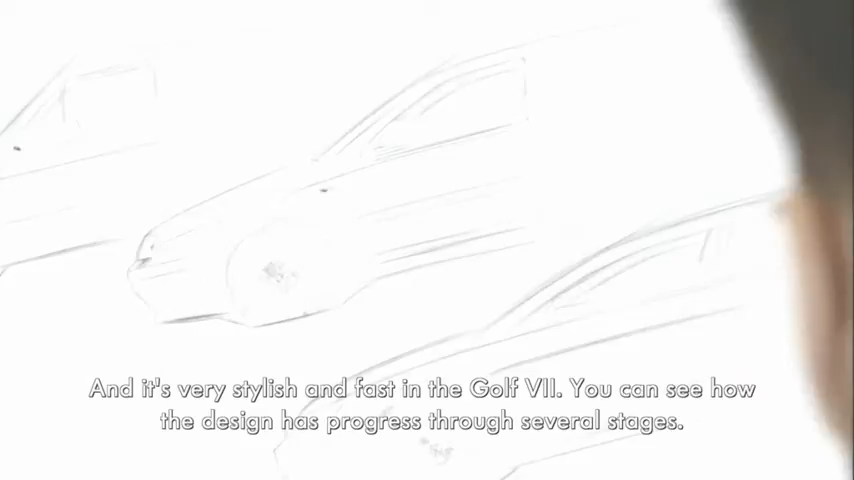 And it's very stylish and fast in the Golf VII. You can see how
the design has progress through several stages.